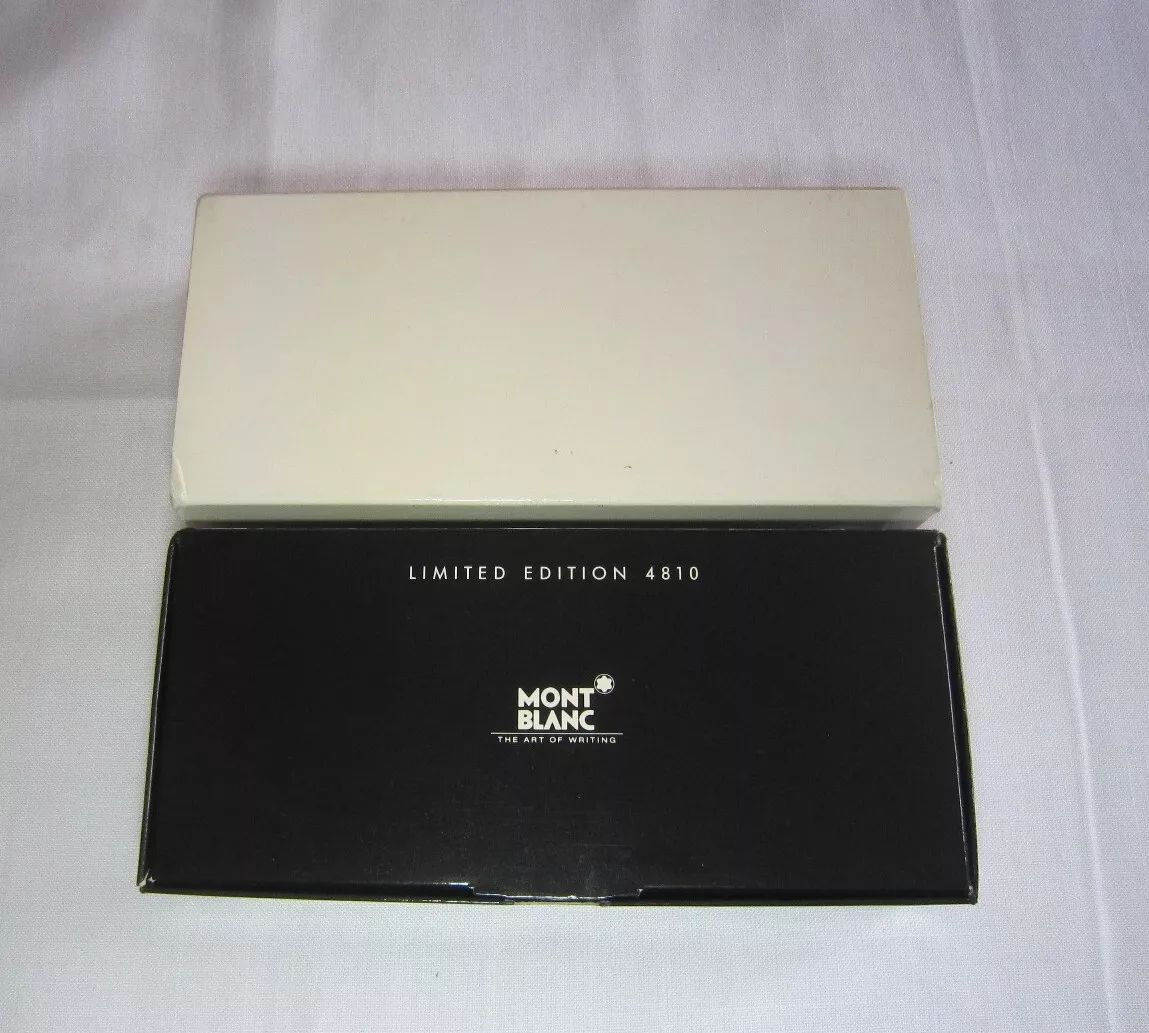 LIMITED EDITION 4810
MONT
BLANC
THE ART OF WRITING